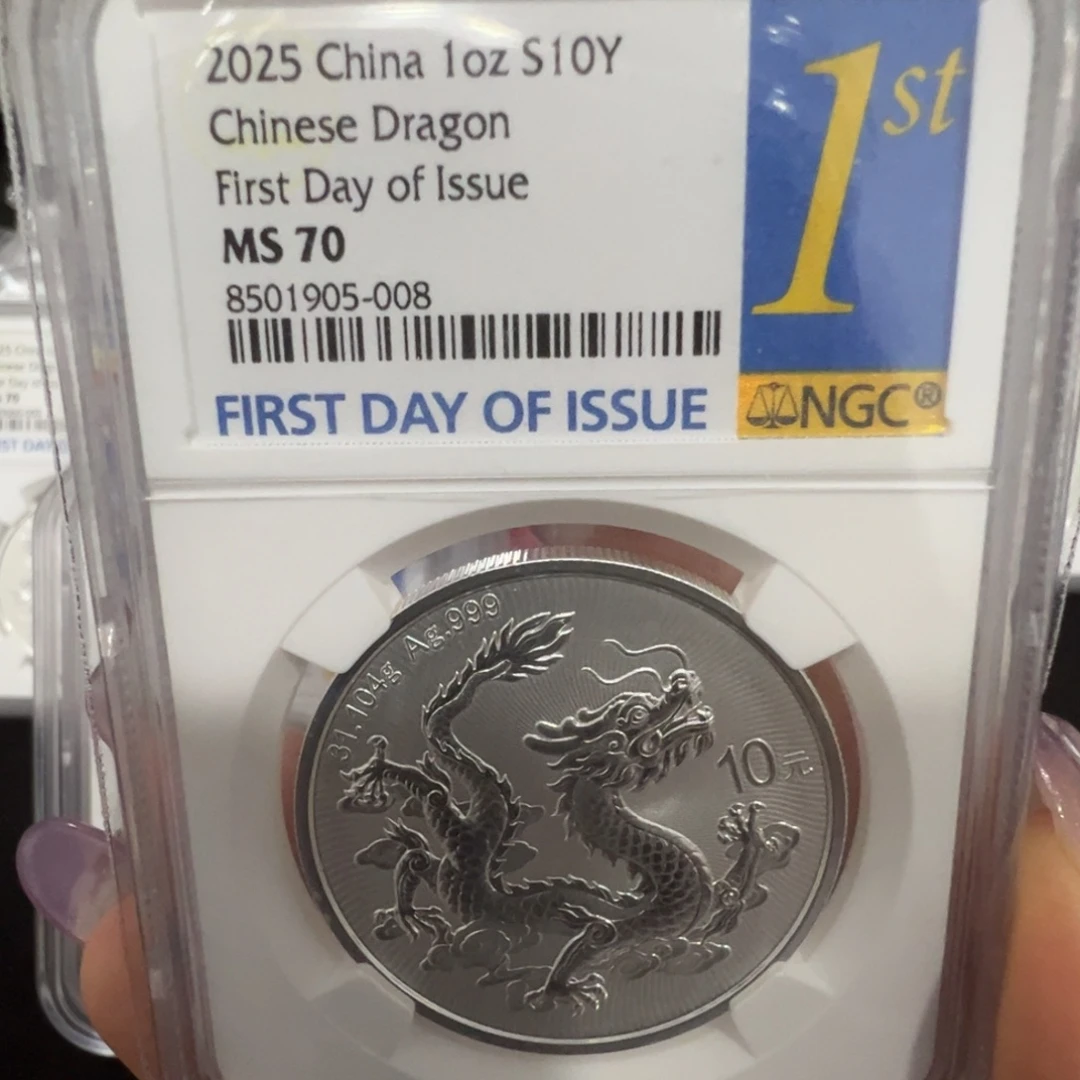 2025 China 1oz S10Y
Chinese Dragon
First Day of Issue
MS 70
8501905-008
FIRST DAY OF ISSUE
1st
NGC®
31.104g Ag.999
10元